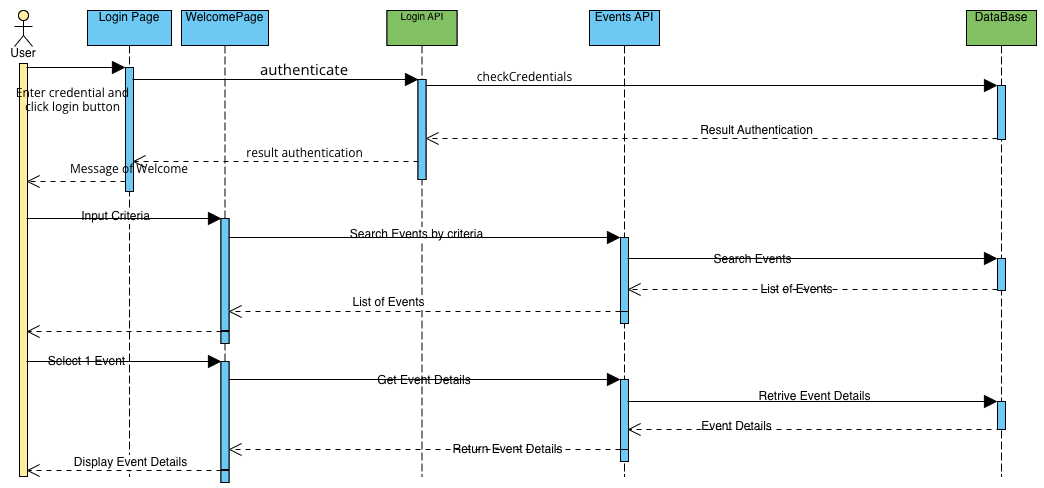 Login Page
WelcomePage
Login API
Events API
DataBase
User
authenticate
checkCredentials
Enter credential and
click login button
Result Authentication
result authentication
Message of Welcome
Input Criteria
Search Events by criteria
Search Events
List of Events
List of Events
Select 1 Event
Get Event Details
Retrive Event Details
Event Details
Return Event Details
Display Event Details